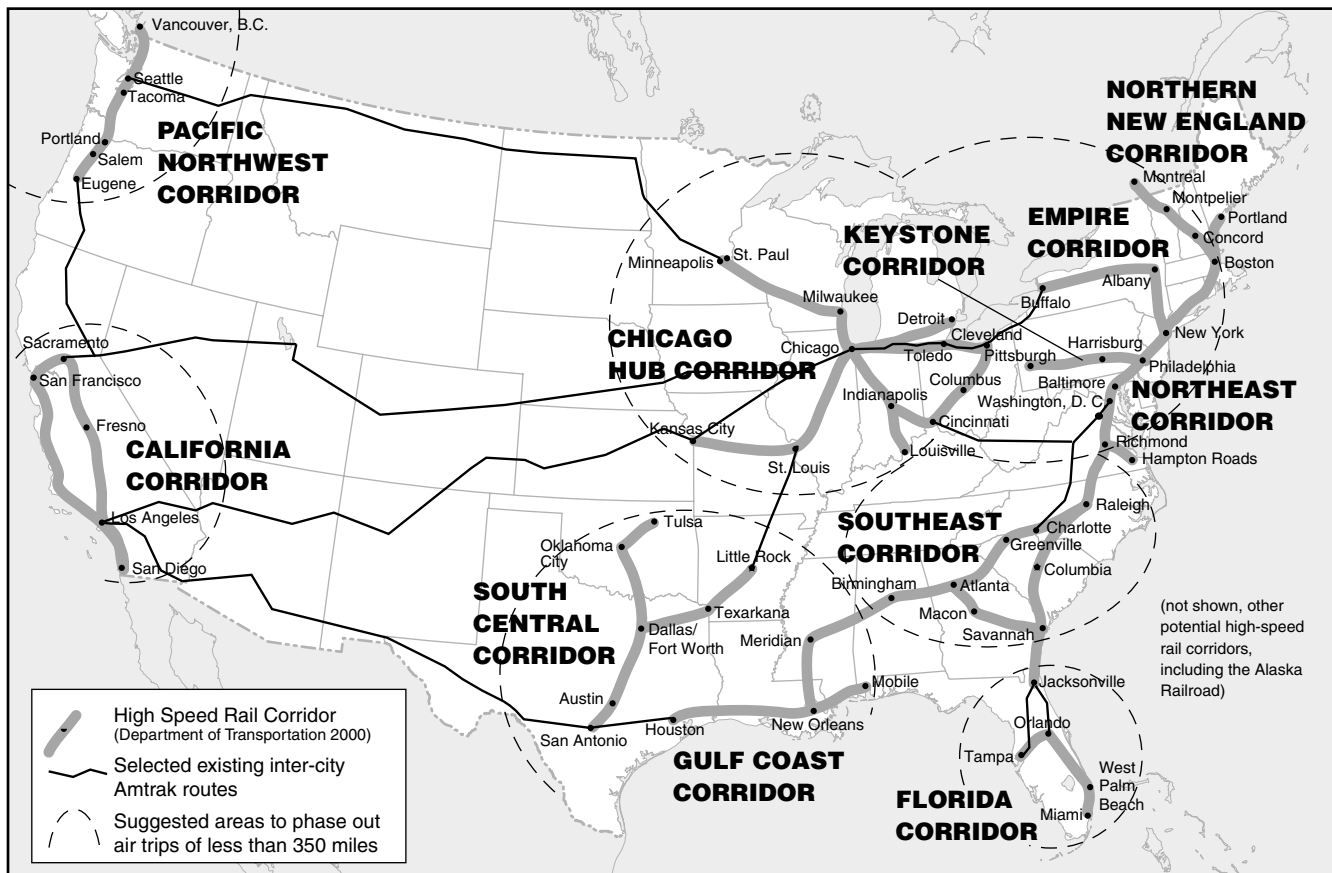 Vancouver, B.C.
Seattle
Tacoma
Portland
Salem
Eugene
PACIFIC
NORTHWEST
CORRIDOR
Sacramento
San Francisco
Fresno
CALIFORNIA
CORRIDOR
Los Angeles
San Diego
Minneapolis
St. Paul
Milwaukee
Chicago
CHICAGO
HUB CORRIDOR
Detroit
Toledo
Cleveland
Indianapolis
Columbus
Cincinnati
Louisville
Kansas City
St. Louis
KEYSTONE
CORRIDOR
Pittsburgh
Harrisburg
Philadelphia
EMPIRE
CORRIDOR
Buffalo
Albany
New York
NORTHERN
NEW ENGLAND
CORRIDOR
Montreal
Montpelier
Portland
Concord
Boston
Baltimore
Washington, D. C.
NORTHEAST
CORRIDOR
Richmond
Hampton Roads
Raleigh
Charlotte
Greenville
Columbia
SOUTHEAST
CORRIDOR
Birmingham
Atlanta
Macon
Savannah
Tulsa
Oklahoma
City
Little Rock
Texarkana
SOUTH
CENTRAL
CORRIDOR
Dallas/
Fort Worth
Austin
San Antonio
Houston
Meridian
Mobile
New Orleans
GULF COAST
CORRIDOR
Jacksonville
Orlando
Tampa
West
Palm
Beach
Miami
FLORIDA
CORRIDOR
(not shown, other
potential high-speed
rail corridors,
including the Alaska
Railroad)
High Speed Rail Corridor
(Department of Transportation 2000)
Selected existing inter-city
Amtrak routes
Suggested areas to phase out
air trips of less than 350 miles